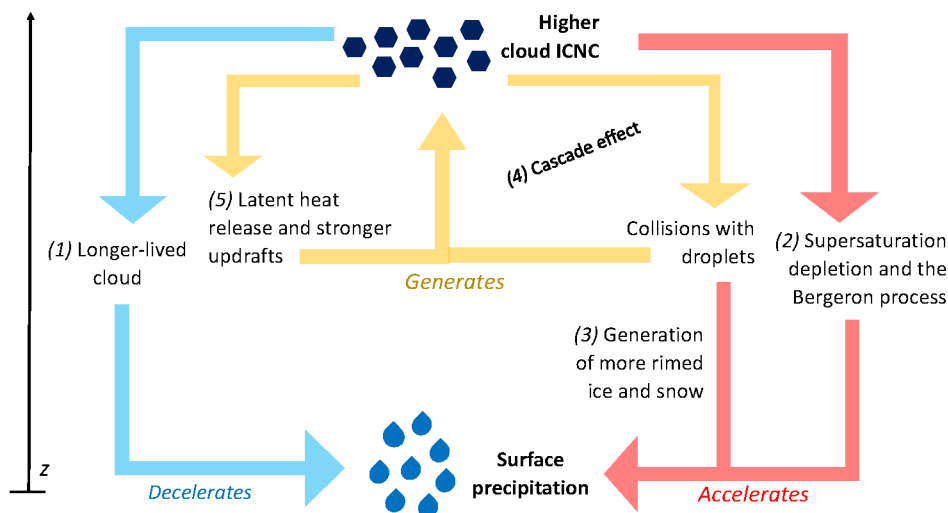 Higher
cloud ICNC
(4) Cascade effect
(5) Latent heat
release and stronger
updrafts
(1) Longer-lived
cloud
Collisions with
droplets
(2) Supersaturation
depletion and the
Bergeron process
Generates
(3) Generation
of more rimed
ice and snow
z
Surface
precipitation
Decelerates
Accelerates